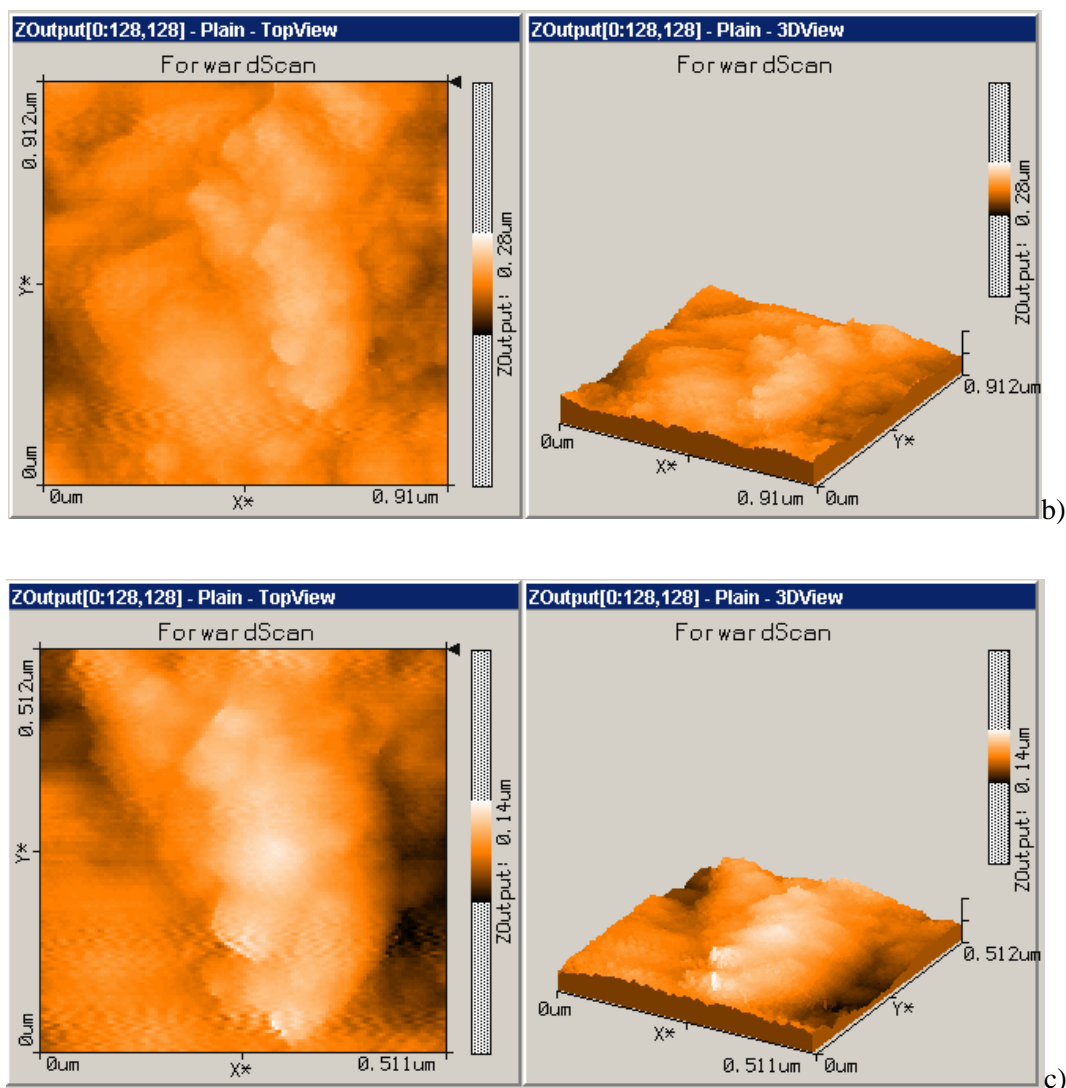 ZOutput[0:128,128] - Plain - TopView
ForwardScan
0.912um
Y*
0um
0um
X*
0.91um
ZOutput: 0.28um
ZOutput[0:128,128] - Plain - 3DView
ForwardScan
ZOutput: 0.28um
0.912um
Y*
0um
X*
0.91um
0um
b)
ZOutput[0:128,128] - Plain - TopView
ForwardScan
0.512um
Y*
0um
0um
X*
0.511um
ZOutput: 0.14um
ZOutput[0:128,128] - Plain - 3DView
ForwardScan
ZOutput: 0.14um
0.512um
0um
Y*
X*
0.511um
0um
c)